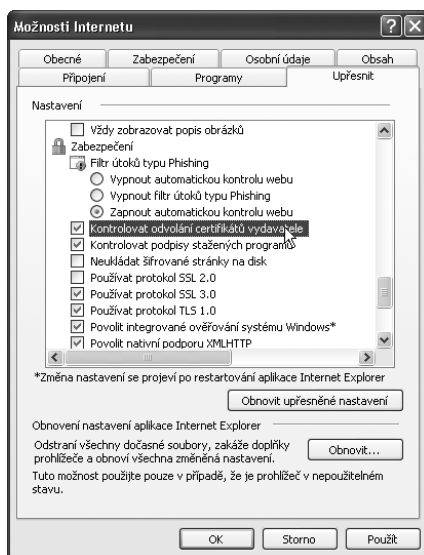 Možnosti Internetu
Obecné Zabezpečení Osobní údaje Obsah
Připojení Programy Upřesnit
Nastavení
Vždy zobrazovat popis obrázků
Zabezpečení
Filtr útoků typu Phishing
Vypnout automatickou kontrolu webu
Vypnout filtr útoků typu Phishing
Zapnout automatickou kontrolu webu
Kontrolovat odvolání certifikátů vydavatele
Kontrolovat podpisy stažených programů
Neukládat šifrované stránky na disk
Používat protokol SSL 2.0
Používat protokol SSL 3.0
Používat protokol TLS 1.0
Povolit integrované ověřování systému Windows*
Povolit nativní podporu XMLHTTP
*Změna nastavení se projeví po restartování aplikace Internet Explorer
Obnovit upřesněné nastavení
Obnovení nastavení aplikace Internet Explorer
Odstraní všechny dočasné soubory, zakáže doplňky
prohlížeče a obnoví všechna změněná nastavení.
Obnovit...
Tuto možnost použijte pouze v případě, že je prohlížeč v nepoužitelném
stavu.
OK Storno Použít